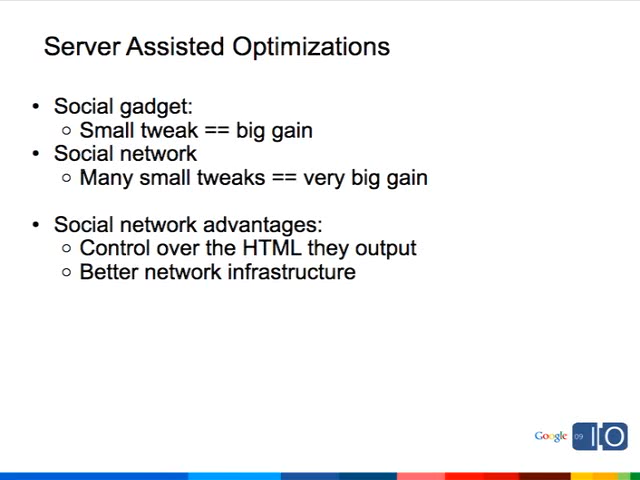 Server Assisted Optimizations
• Social gadget:
○ Small tweak == big gain
• Social network
○ Many small tweaks == very big gain
• Social network advantages:
○ Control over the HTML they output
○ Better network infrastructure
Google 09 I/O